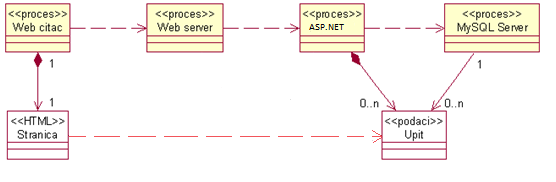 <<proces>>
Web citac
<<proces>>
Web server
<<proces>>
ASP.NET
<<proces>>
MySQL Server
1
1
0..n
1
0..n
<<HTML>>
Stranica
<<podaci>>
Upit